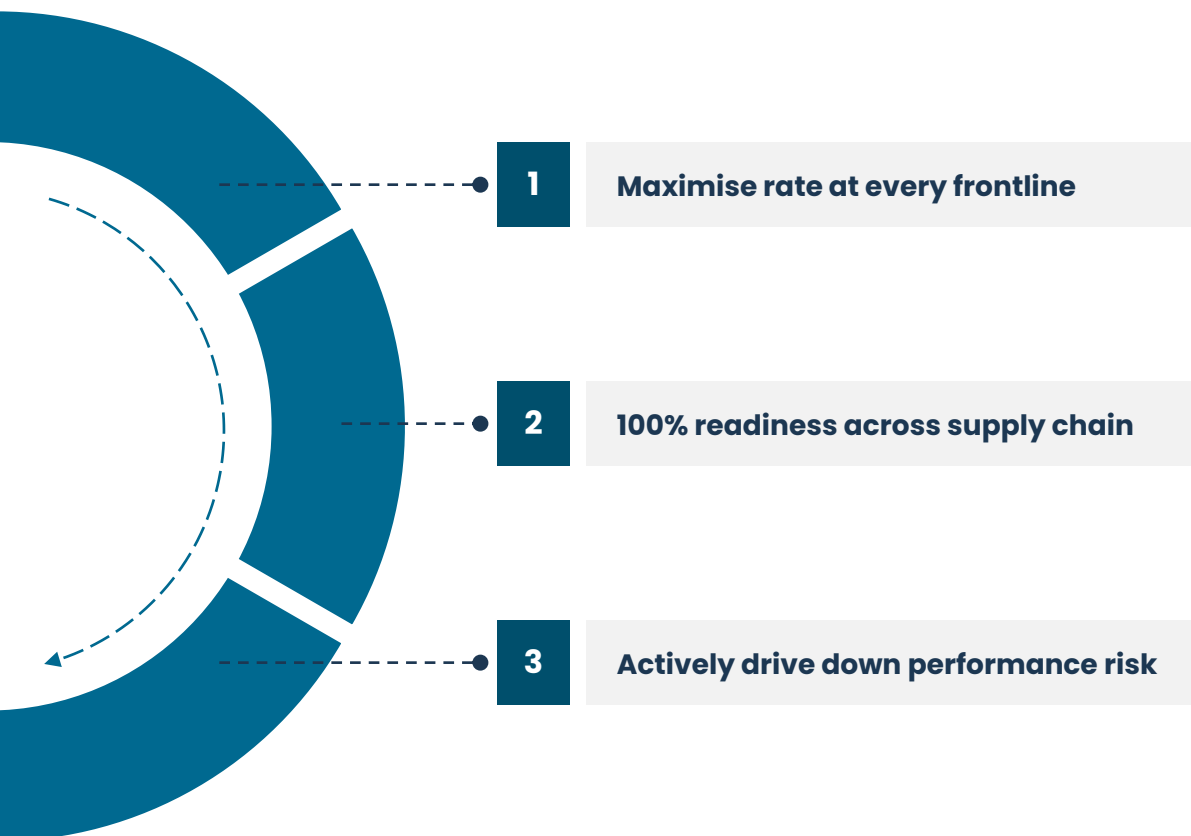 1
Maximise rate at every frontline
2
100% readiness across supply chain
3
Actively drive down performance risk